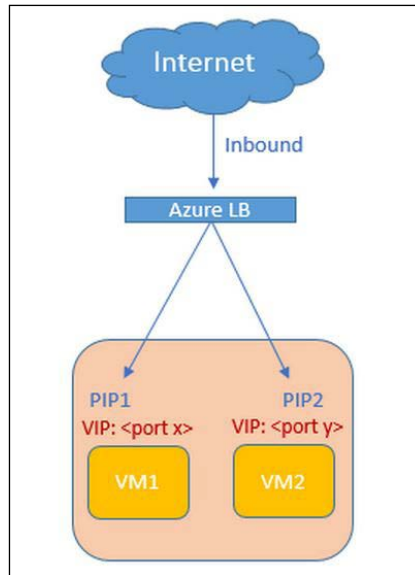 Internet
Inbound
Azure LB
PIP1 PIP2
VIP: <port x> VIP: <port y>
VM1 VM2